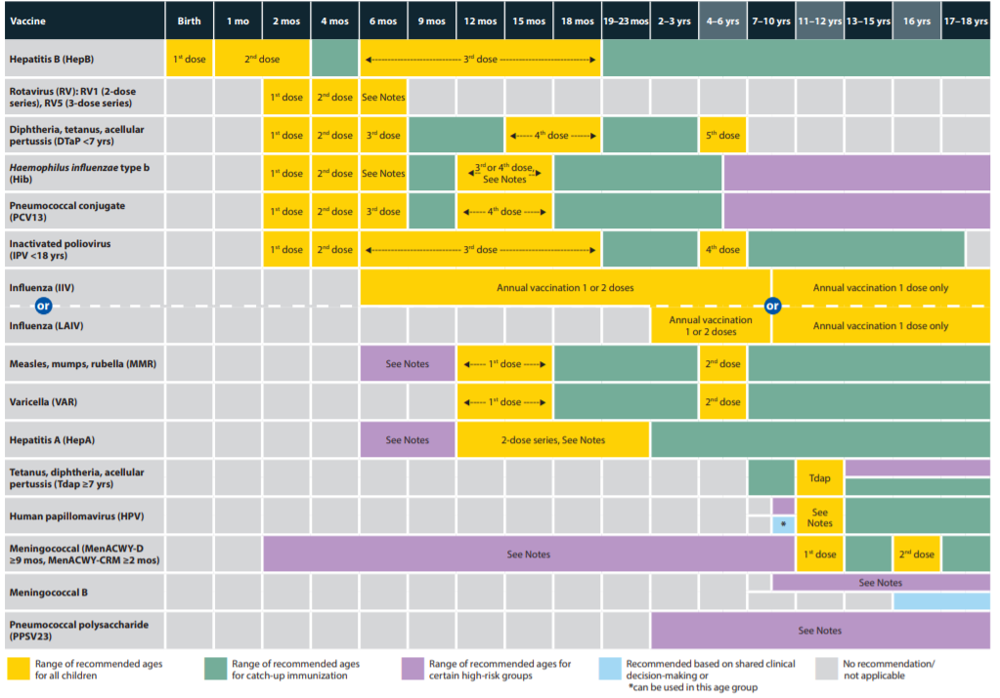 Vaccine Birth 1 mo 2 mos 4 mos 6 mos 9 mos 12 mos 15 mos 18 mos 19–23 mos 2–3 yrs 4–6 yrs 7–10 yrs 11–12 yrs 13–15 yrs 16 yrs 17–18 yrs
Hepatitis B (HepB) 1st dose 2nd dose 3rd dose
Rotavirus (RV): RV1 (2-dose
series), RV5 (3-dose series)
1st dose 2nd dose See Notes
Diphtheria, tetanus, acellular
pertussis (DTaP <7 yrs)
1st dose 2nd dose 3rd dose 4th dose 5th dose
Haemophilus influenzae type b
(Hib)
1st dose 2nd dose See Notes
3rd or 4th dose,
See Notes
Pneumococcal conjugate
(PCV13)
1st dose 2nd dose 3rd dose 4th dose
Inactivated poliovirus
(IPV <18 yrs)
1st dose 2nd dose 3rd dose 4th dose
Influenza (IIV) Annual vaccination 1 or 2 doses Annual vaccination 1 dose only
or or
Influenza (LAIV)
Annual vaccination
1 or 2 doses
Annual vaccination 1 dose only
Measles, mumps, rubella (MMR) See Notes 1st dose 2nd dose
Varicella (VAR) 1st dose 2nd dose
Hepatitis A (HepA) See Notes 2-dose series, See Notes
Tetanus, diphtheria, acellular
pertussis (Tdap ≥7 yrs)
Tdap
Human papillomavirus (HPV)
*
See
Notes
Meningococcal (MenACWY-D
≥9 mos, MenACWY-CRM ≥2 mos)
See Notes 1st dose 2nd dose
Meningococcal B See Notes
Pneumococcal polysaccharide
(PPSV23)
See Notes
Range of recommended ages
for all children
Range of recommended ages
for catch-up immunization
Range of recommended ages for
certain high-risk groups
Recommended based on shared clinical
decision-making or
*can be used in this age group
No recommendation/
not applicable